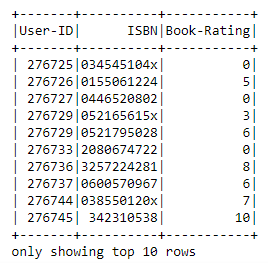 +-------+----------+-----------+
|User-ID|      ISBN|Book-Rating|
+-------+----------+-----------+
| 276725|034545104x|          0|
| 276726|0155061224|          5|
| 276727|0446520802|          0|
| 276729|052165615x|          3|
| 276729|0521795028|          6|
| 276733|2080674722|          0|
| 276736|3257224281|          8|
| 276737|0600570967|          6|
| 276744|038550120x|          7|
| 276745| 342310538|         10|
+-------+----------+-----------+
only showing top 10 rows